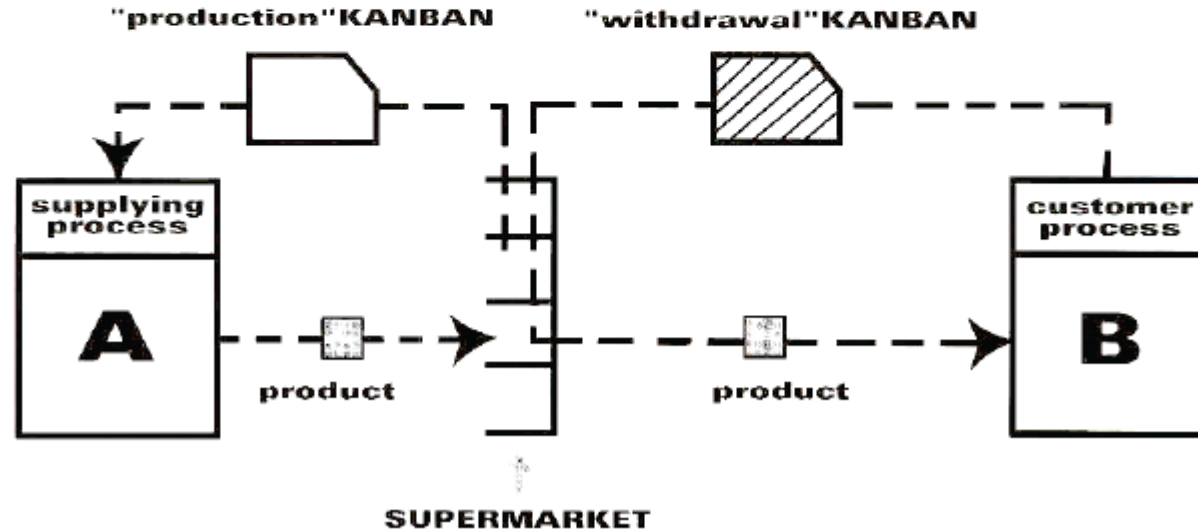 "production"KANBAN
"withdrawal"KANBAN
supplying
process
customer
process
A
B
product
product
SUPERMARKET